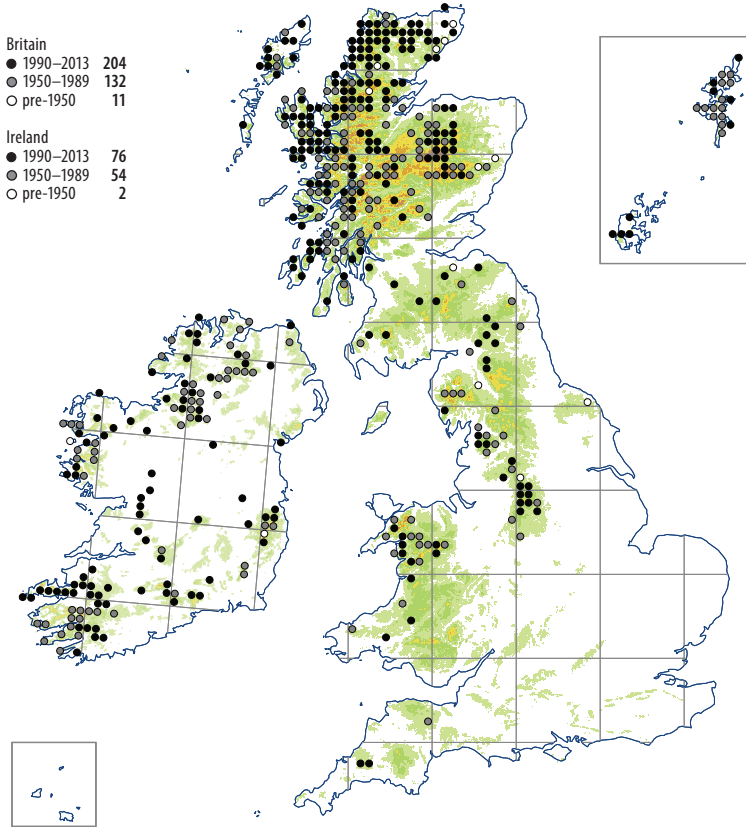 Britain
1990–2013 204
1950–1989 132
pre-1950 11
Ireland
1990–2013 76
1950–1989 54
pre-1950 2